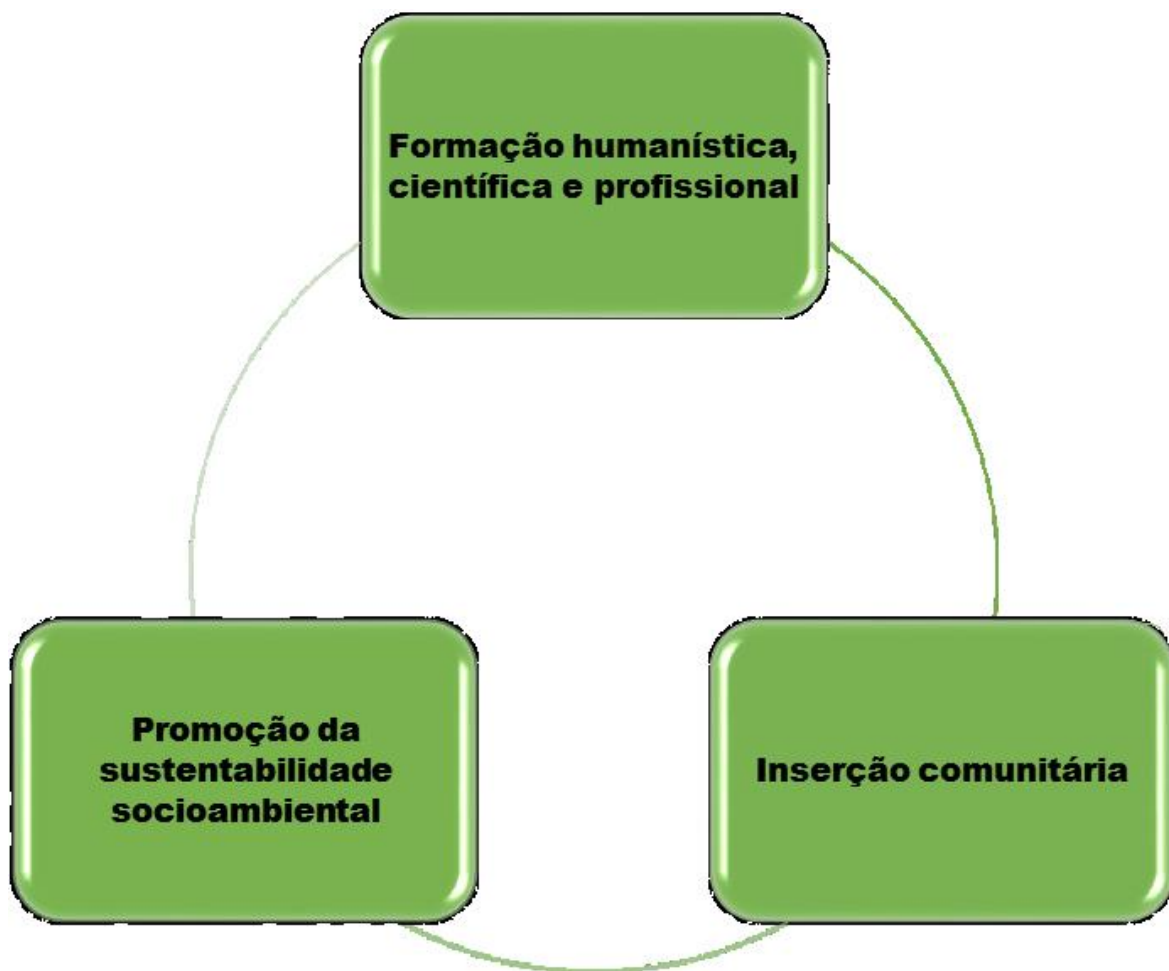 Formação humanística,
científica e profissional
Promoção da
sustentabilidade
socioambiental
Inserção comunitária